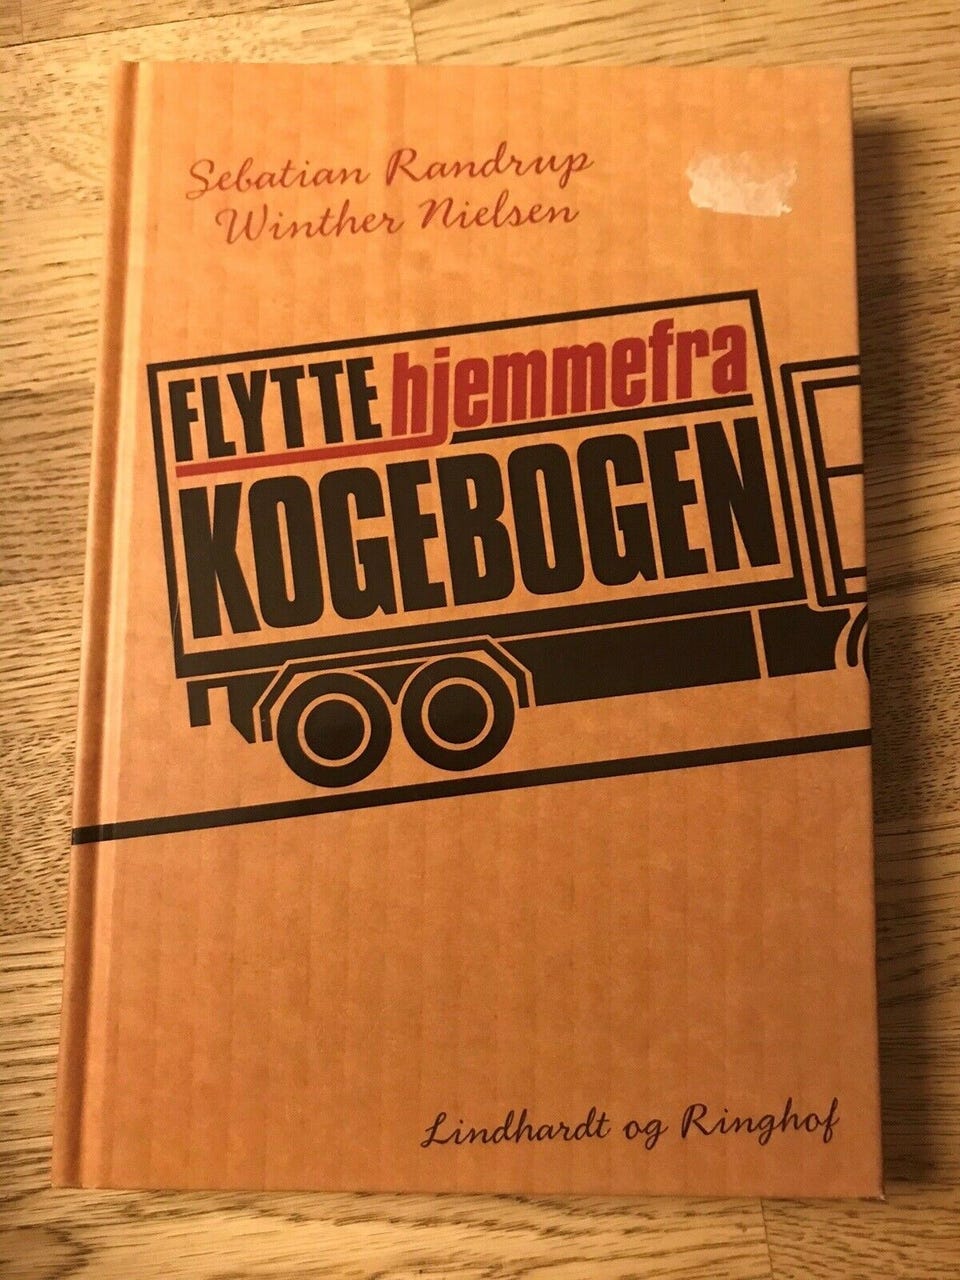 Sebatian Randrup
Winther Nielsen
FLYTTE hjemmefra
KOGEBOGEN
Lindhardt og Ringhof